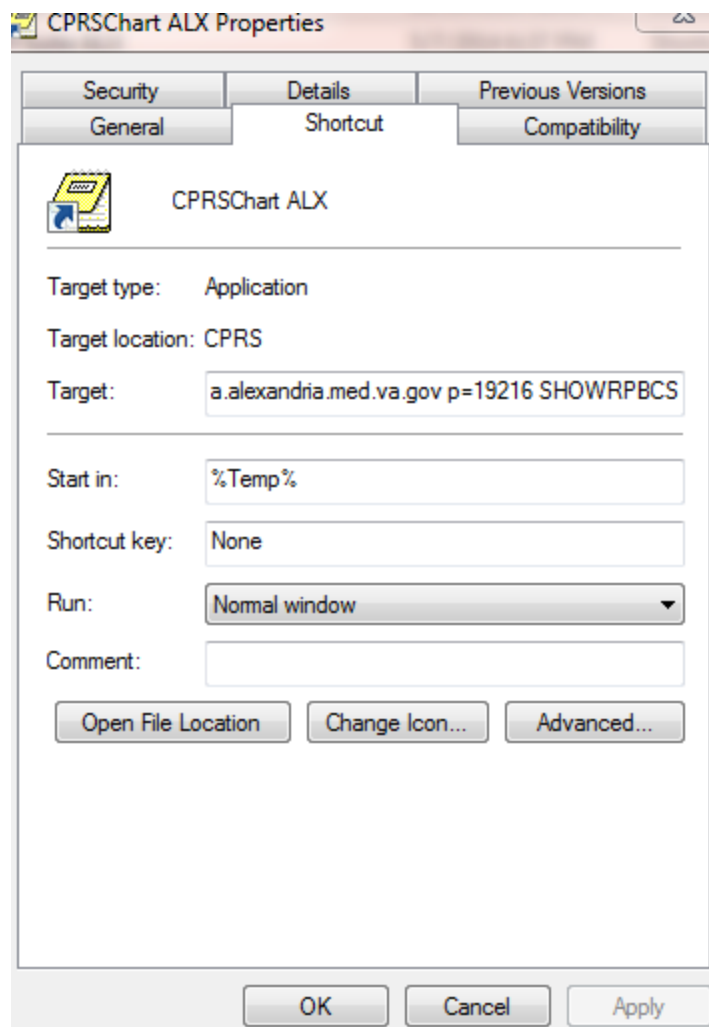 CPRSChart ALX Properties
Security Details Previous Versions
General Shortcut Compatibility
CPRSChart ALX
Target type: Application
Target location: CPRS
Target: a.alexandria.med.va.gov p=19216 SHOWRPBCS
Start in: %Temp%
Shortcut key: None
Run: Normal window
Comment:
Open File Location Change Icon... Advanced...
OK Cancel Apply